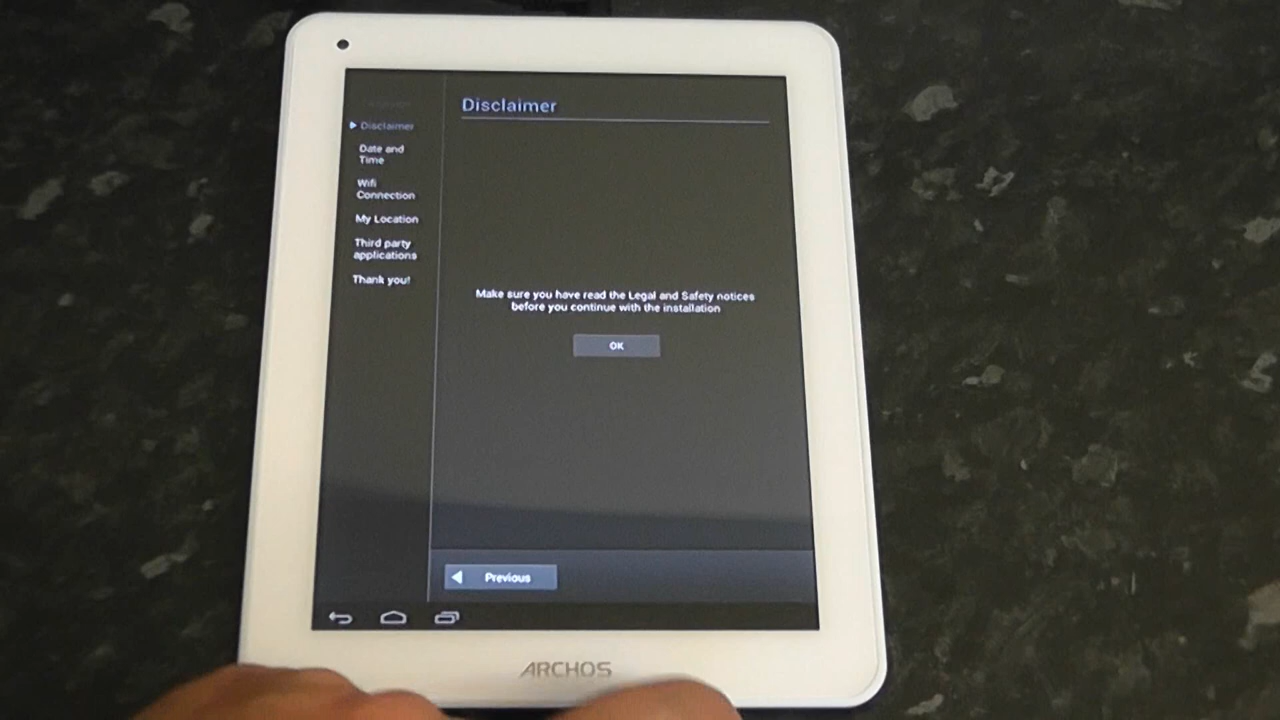 Disclaimer
Disclaimer
Date and
Time
Wifi
Connection
My Location
Third party
applications
Thank you!
Make sure you have read the Legal and Safety notices
before you continue with the installation
OK
Previous
ARCHOS